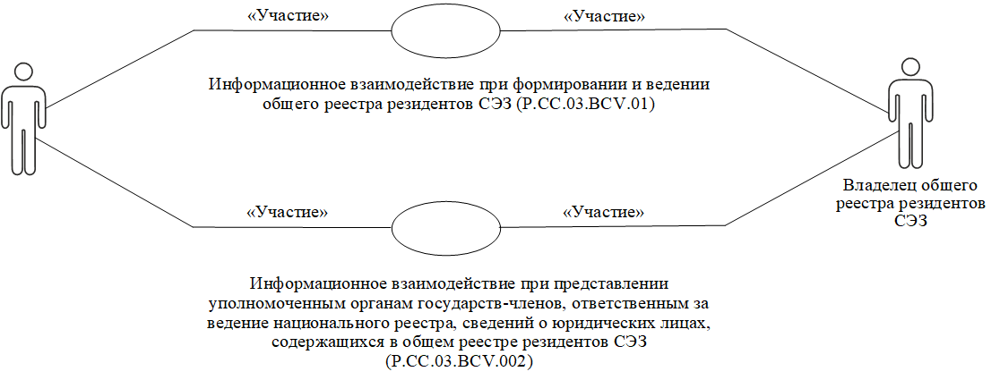 «Участие»
«Участие»
Информационное взаимодействие при формировании и ведении
общего реестра резидентов СЭЗ (P.CC.03.BCV.01)
Владелец общего
реестра резидентов
СЭЗ
«Участие»
«Участие»
Информационное взаимодействие при представлении
уполномоченным органам государств-членов, ответственным за
ведение национального реестра, сведений о юридических лицах,
содержащихся в общем реестре резидентов СЭЗ
(P.CC.03.BCV.002)